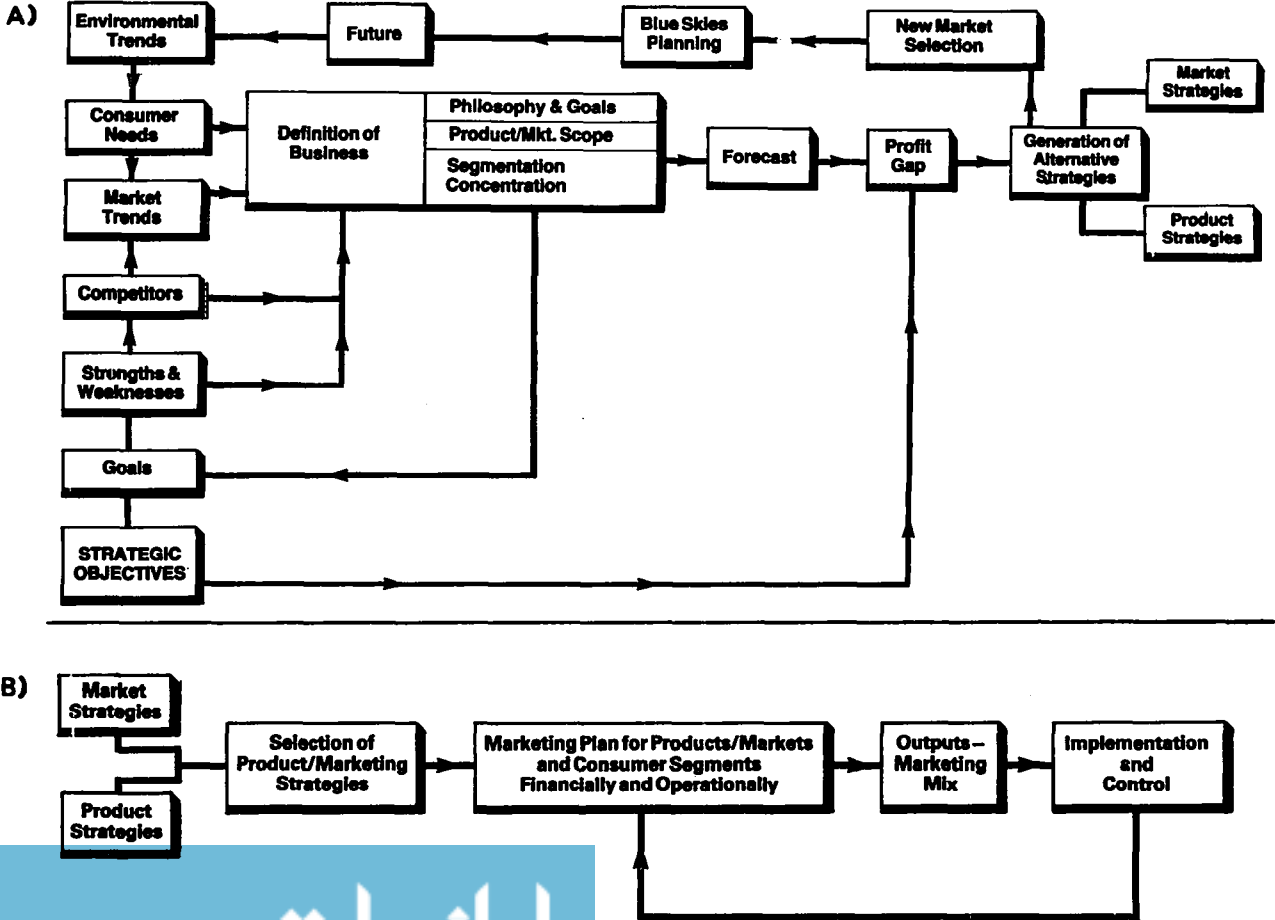 A)
Environmental
Trends
Future
Blue Skies
Planning
New Market
Selection
Market
Strategies
Consumer
Needs
Definition of
Business
Philosophy & Goals
Product/Mkt. Scope
Segmentation
Concentration
Forecast
Profit
Gap
Generation of
Alternative
Strategies
Market
Trends
Product
Strategies
Competitors
Strengths &
Weaknesses
Goals
STRATEGIC
OBJECTIVES
B)
Market
Strategies
Product
Strategies
Selection of
Product/Marketing
Strategies
Marketing Plan for Products/Markets
and Consumer Segments
Financially and Operationally
Outputs–
Marketing
Mix
Implementation
and
Control